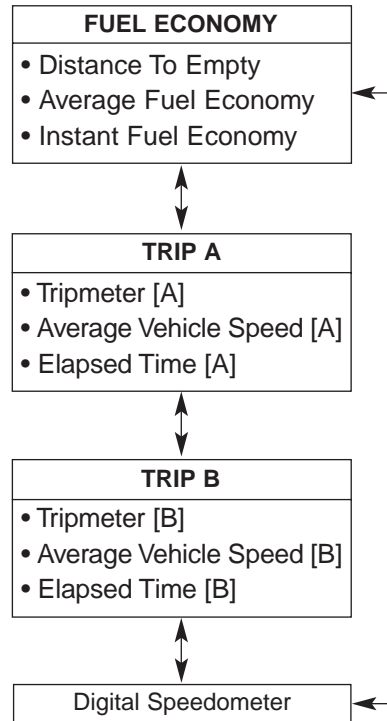 FUEL ECONOMY
• Distance To Empty
• Average Fuel Economy
• Instant Fuel Economy
TRIP A
• Tripmeter [A]
• Average Vehicle Speed [A]
• Elapsed Time [A]
TRIP B
• Tripmeter [B]
• Average Vehicle Speed [B]
• Elapsed Time [B]
Digital Speedometer